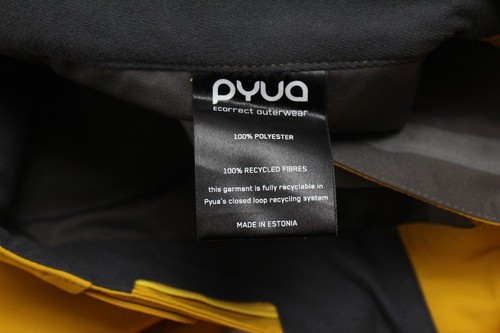 pyua
ecorrect outerwear
100% POLYESTER
100% RECYCLED FIBRES
this garment is fully recyclable in
Pyua's closed loop recycling system
MADE IN ESTONIA